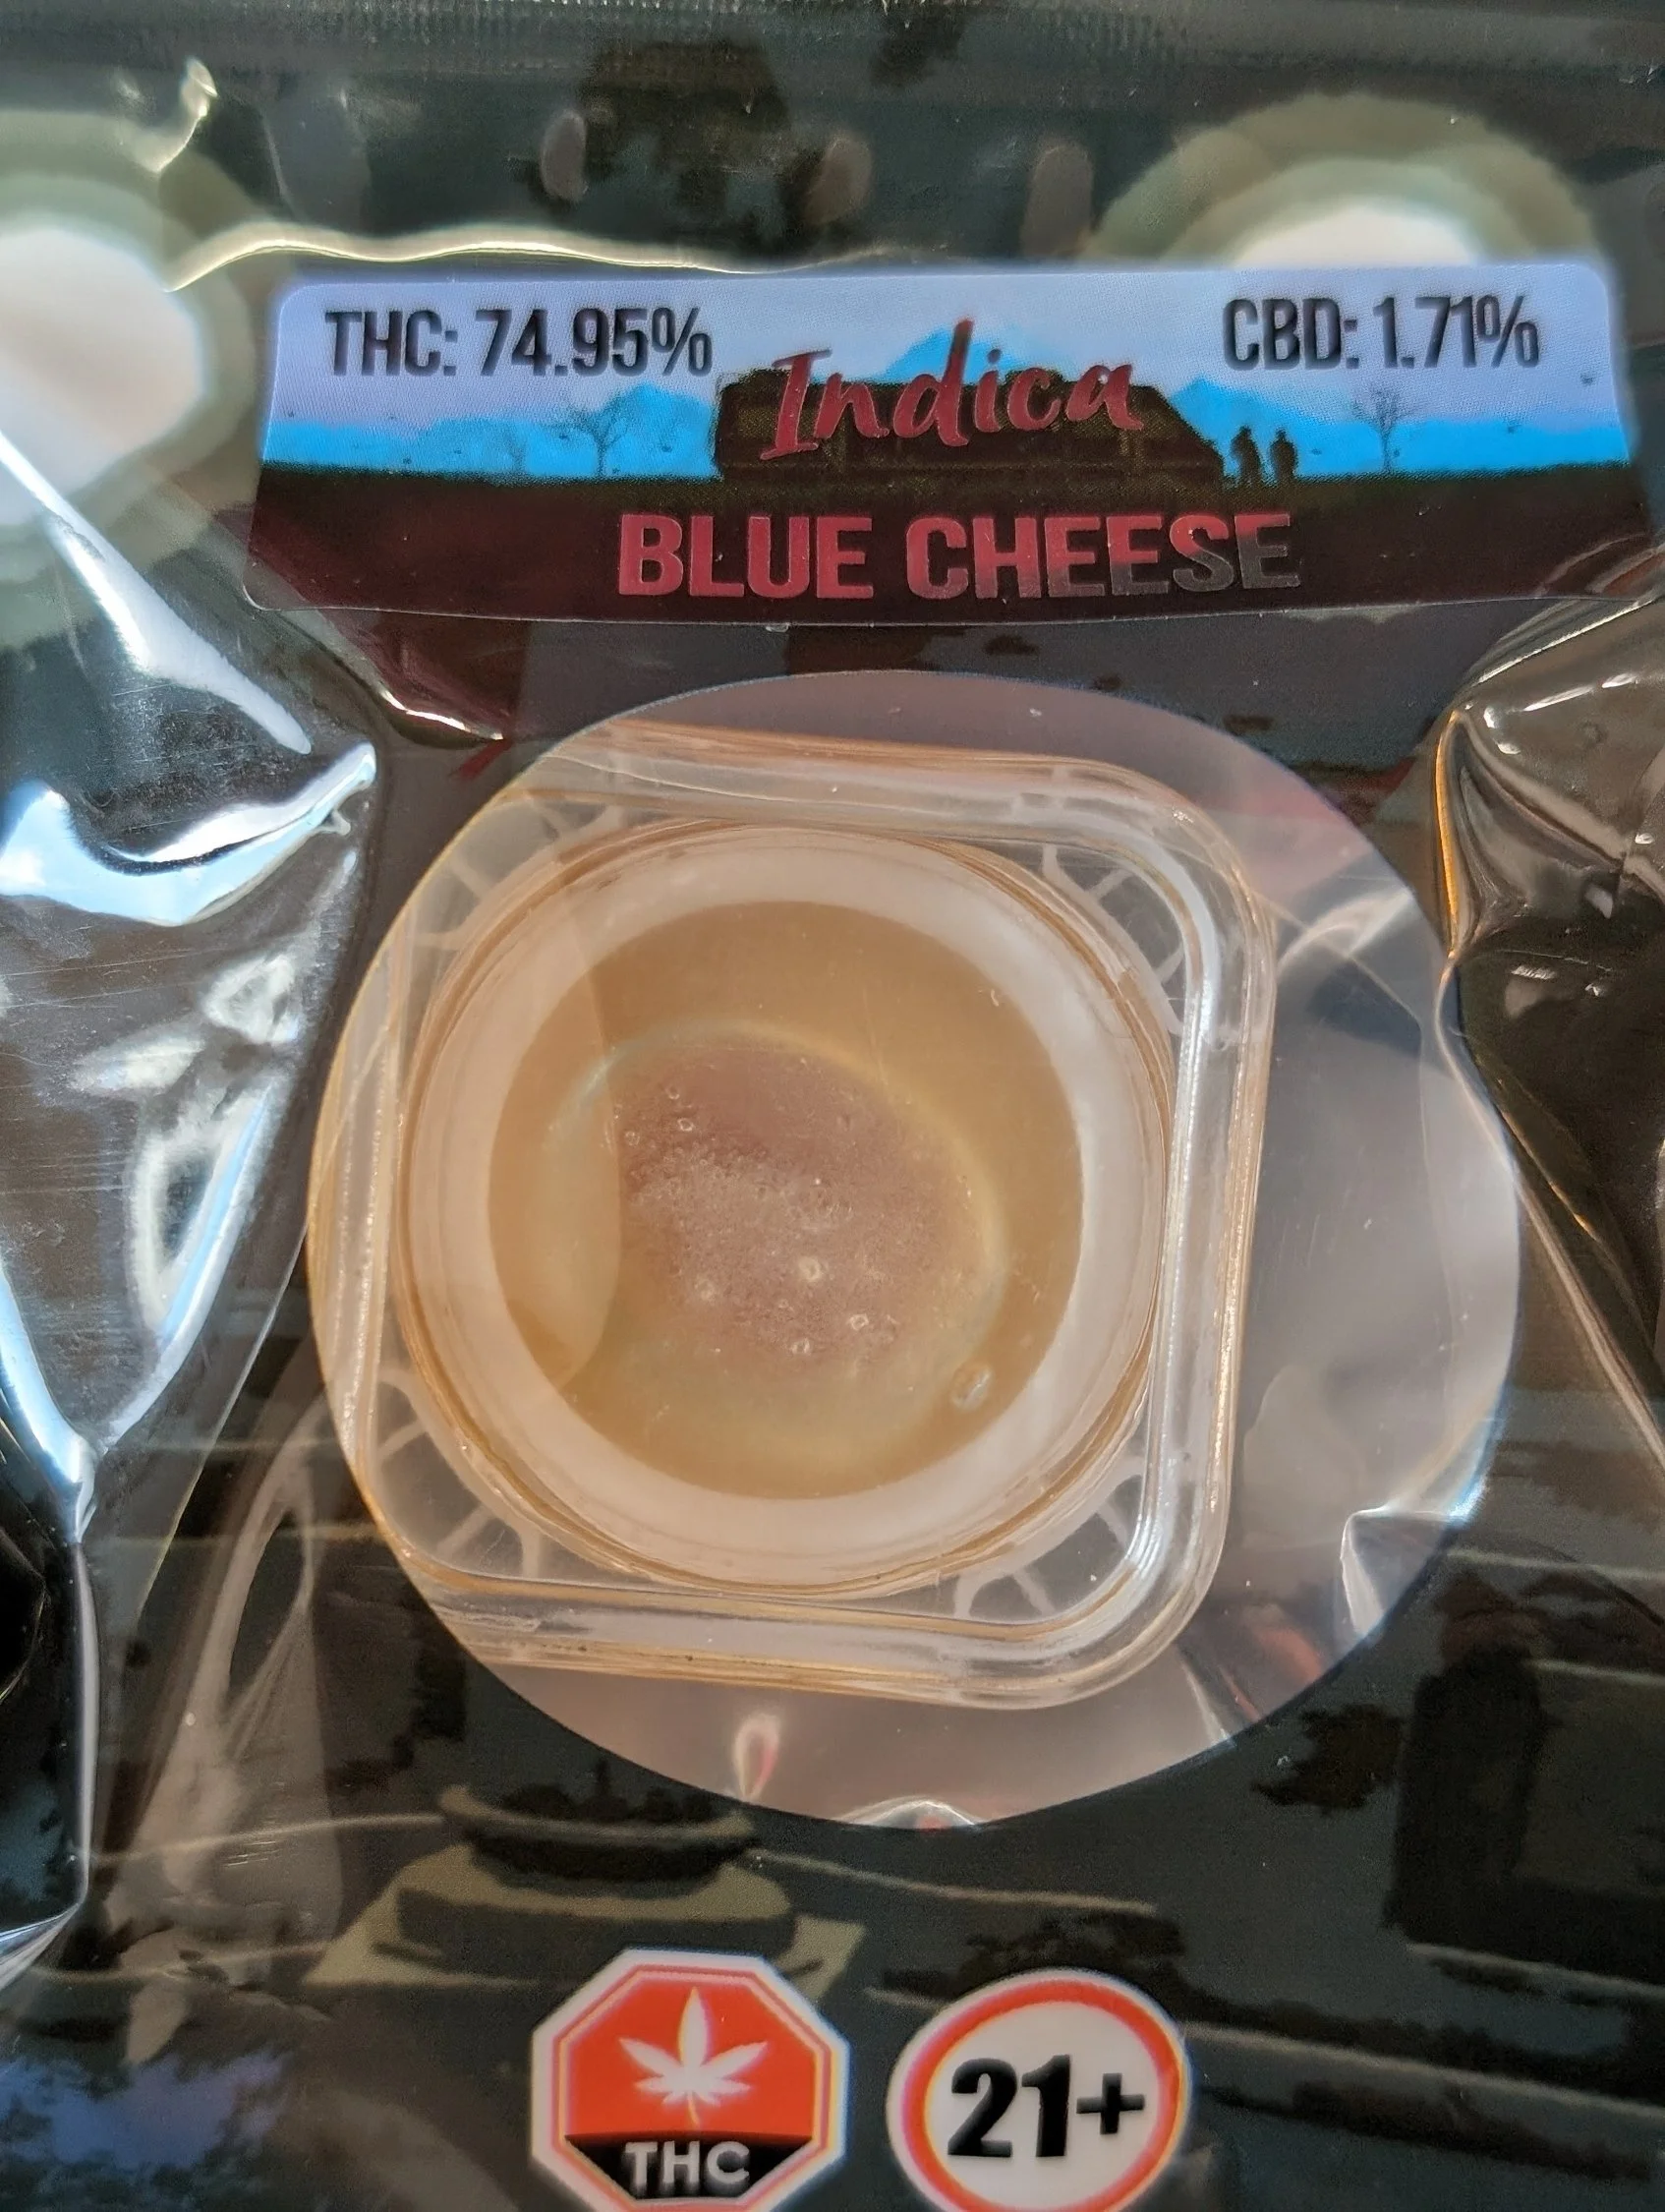 THC: 74.95%
CBD: 1.71%
Indica
BLUE CHEESE
THC
21+